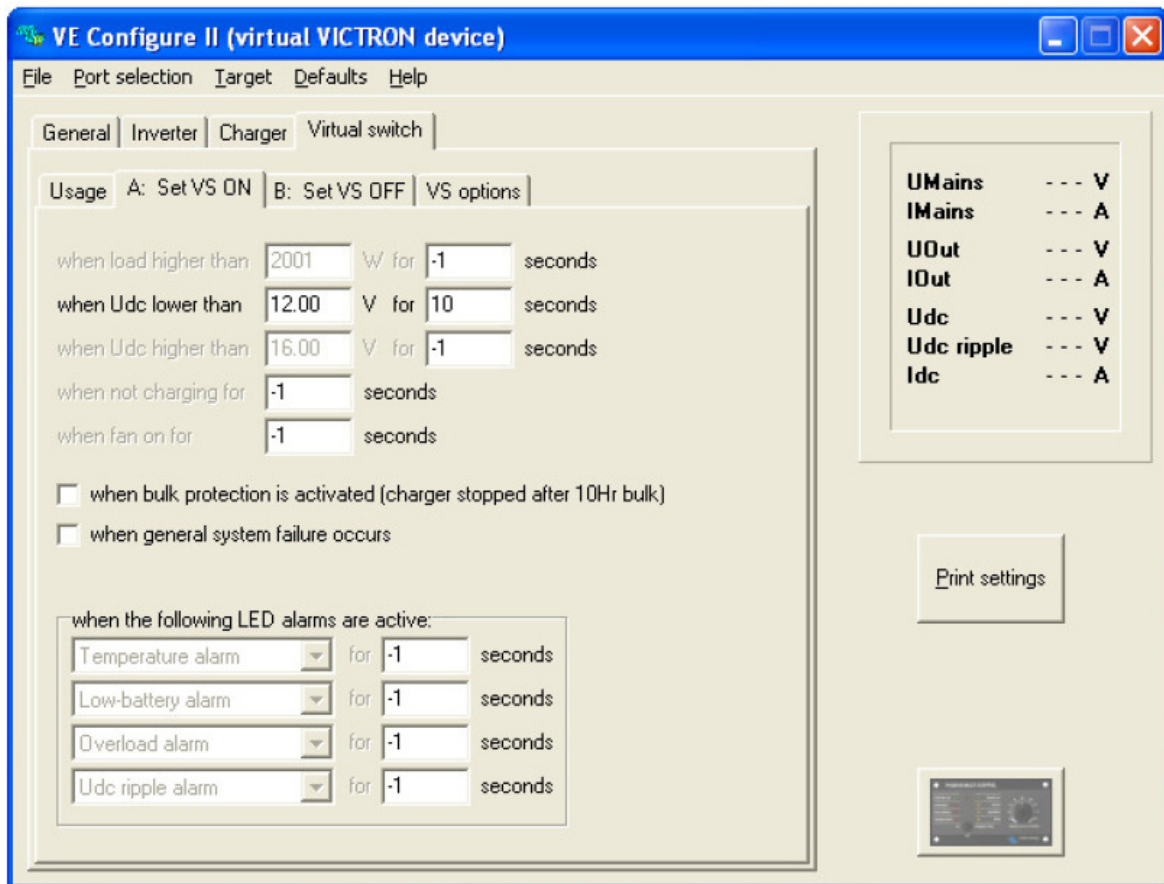 VE Configure II (virtual VICTRON device)
File Port selection Target Defaults Help
General Inverter Charger Virtual switch
Usage A: Set VS ON B: Set VS OFF VS options
when load higher than 2001 W for -1 seconds
when Udc lower than 12.00 V for 10 seconds
when Udc higher than 16.00 V for -1 seconds
when not charging for -1 seconds
when fan on for -1 seconds
when bulk protection is activated (charger stopped after 10Hr bulk)
when general system failure occurs
when the following LED alarms are active:
Temperature alarm for -1 seconds
Low-battery alarm for -1 seconds
Overload alarm for -1 seconds
Udc ripple alarm for -1 seconds
UMains - - - V
IMains - - - A
UOut - - - V
IOut - - - A
Udc - - - V
Udc ripple - - - V
Idc - - - A
Print settings